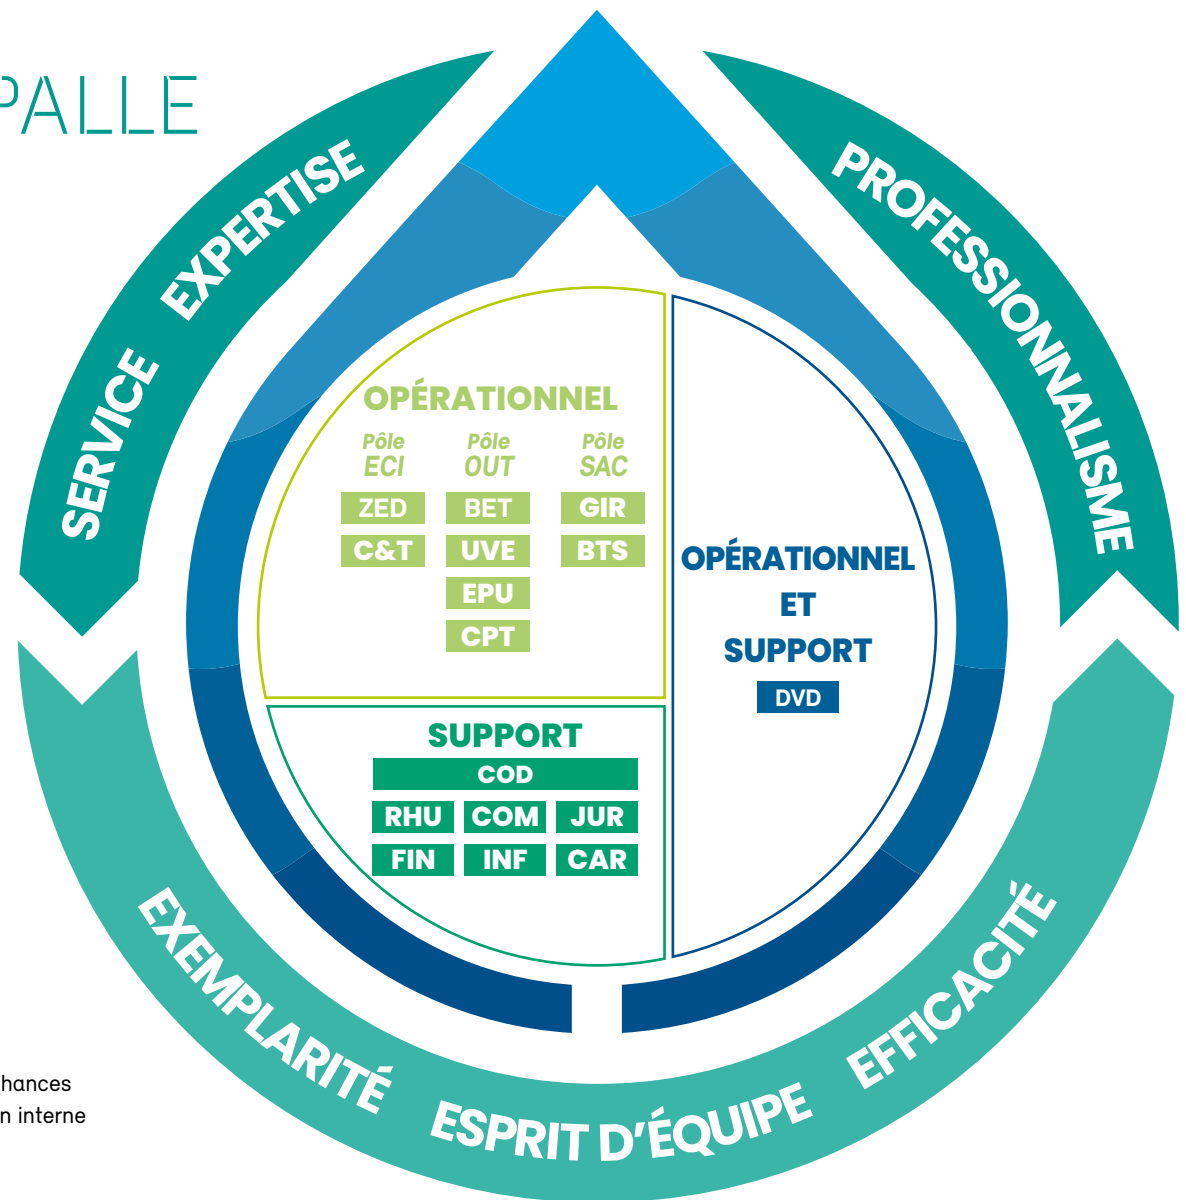 PALLE
SERVICE
EXPERTISE
PROFESSIONNALISME
OPÉRATIONNEL
Pôle ECI
Pôle OUT
Pôle SAC
ZED BET GIR
C&T UVE BTS
EPU
CPT
OPÉRATIONNEL
ET
SUPPORT
DVD
SUPPORT
COD
RHU COM JUR
FIN INF CAR
EXEMPLARITÉ
ESPRIT D’ÉQUIPE
EFFICACITÉ
hances
n interne